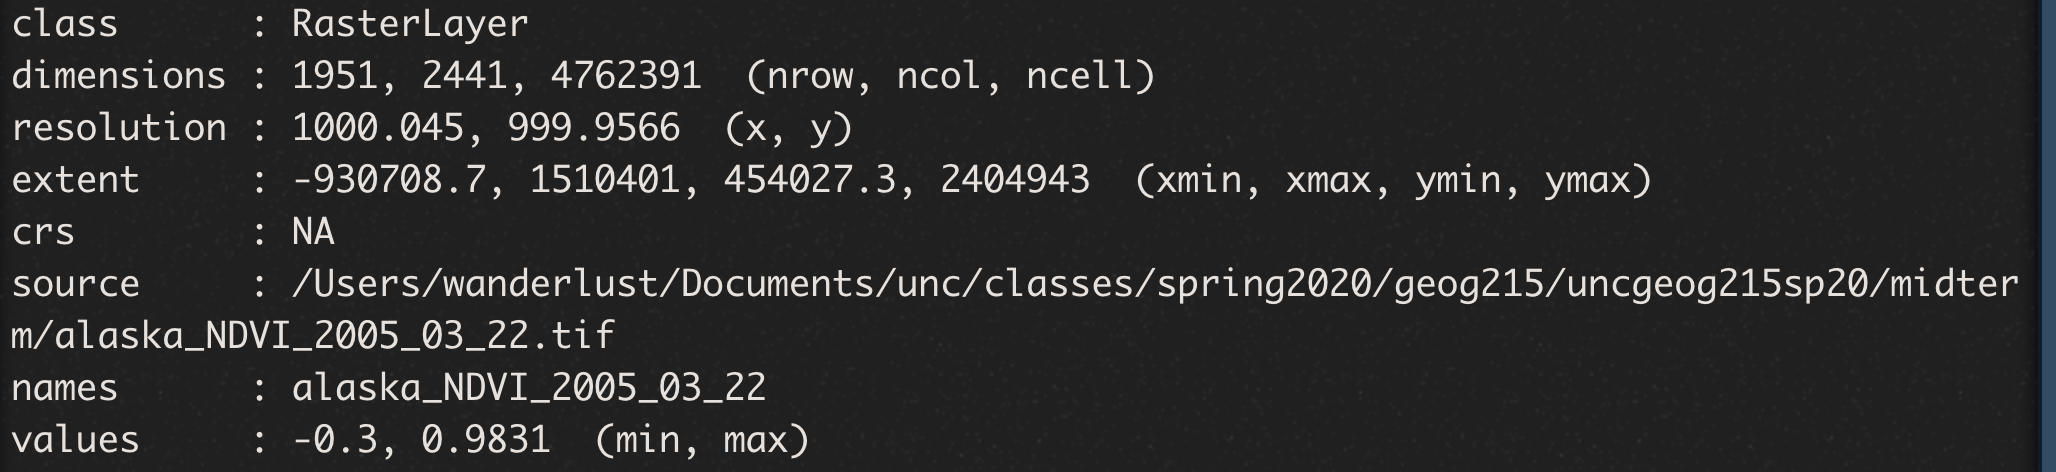 class      : RasterLayer
dimensions : 1951, 2441, 4762391  (nrow, ncol, ncell)
resolution : 1000.045, 999.9566  (x, y)
extent     : -930708.7, 1510401, 454027.3, 2404943  (xmin, xmax, ymin, ymax)
crs        : NA
source     : /Users/wanderlust/Documents/unc/classes/spring2020/geog215/uncgeog215sp20/midter
m/alaska_NDVI_2005_03_22.tif
names      : alaska_NDVI_2005_03_22
values     : -0.3, 0.9831  (min, max)